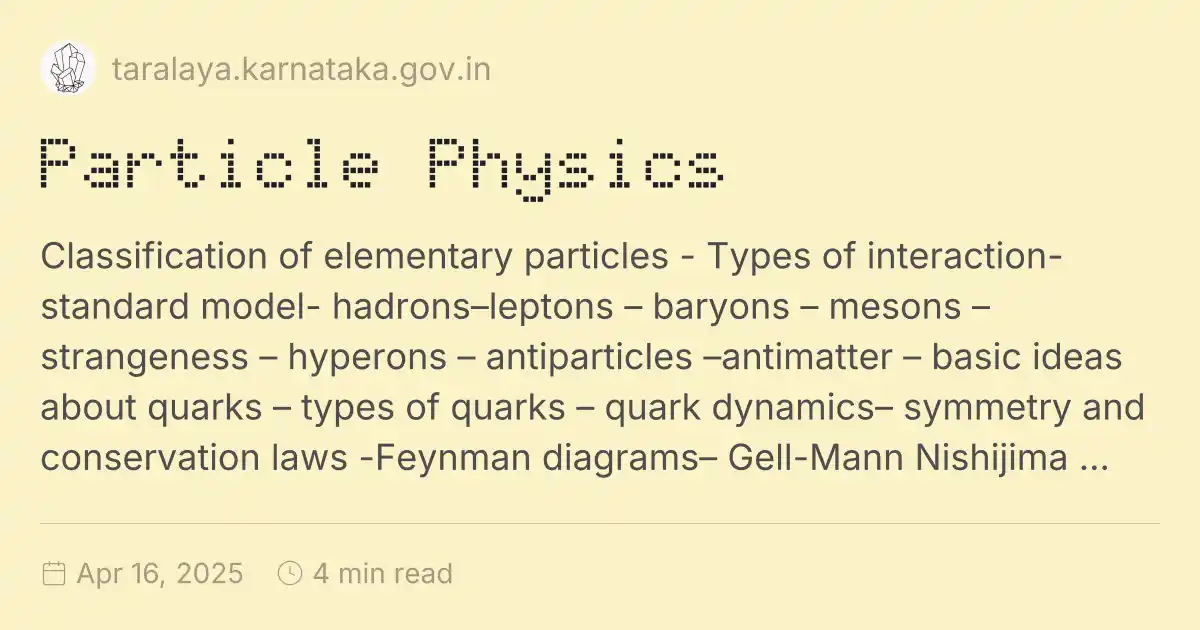 taralaya.karnataka.gov.in
Particle Physics
Classification of elementary particles - Types of interaction-
standard model- hadrons–leptons – baryons – mesons –
strangeness – hyperons – antiparticles –antimatter – basic ideas
about quarks – types of quarks – quark dynamics– symmetry and
conservation laws -Feynman diagrams– Gell-Mann Nishijima ...
Apr 16, 2025 4 min read